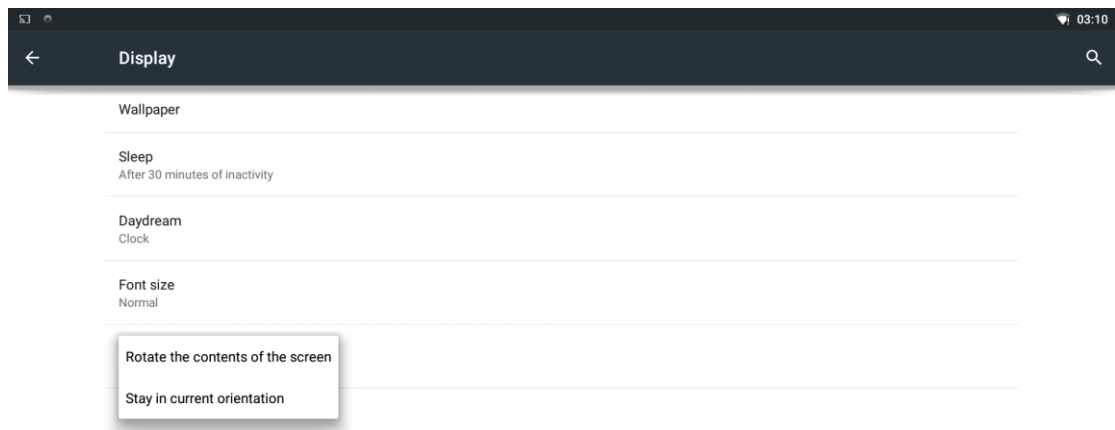 03:10
Display
Wallpaper
Sleep
After 30 minutes of inactivity
Daydream
Clock
Font size
Normal
Rotate the contents of the screen
Stay in current orientation